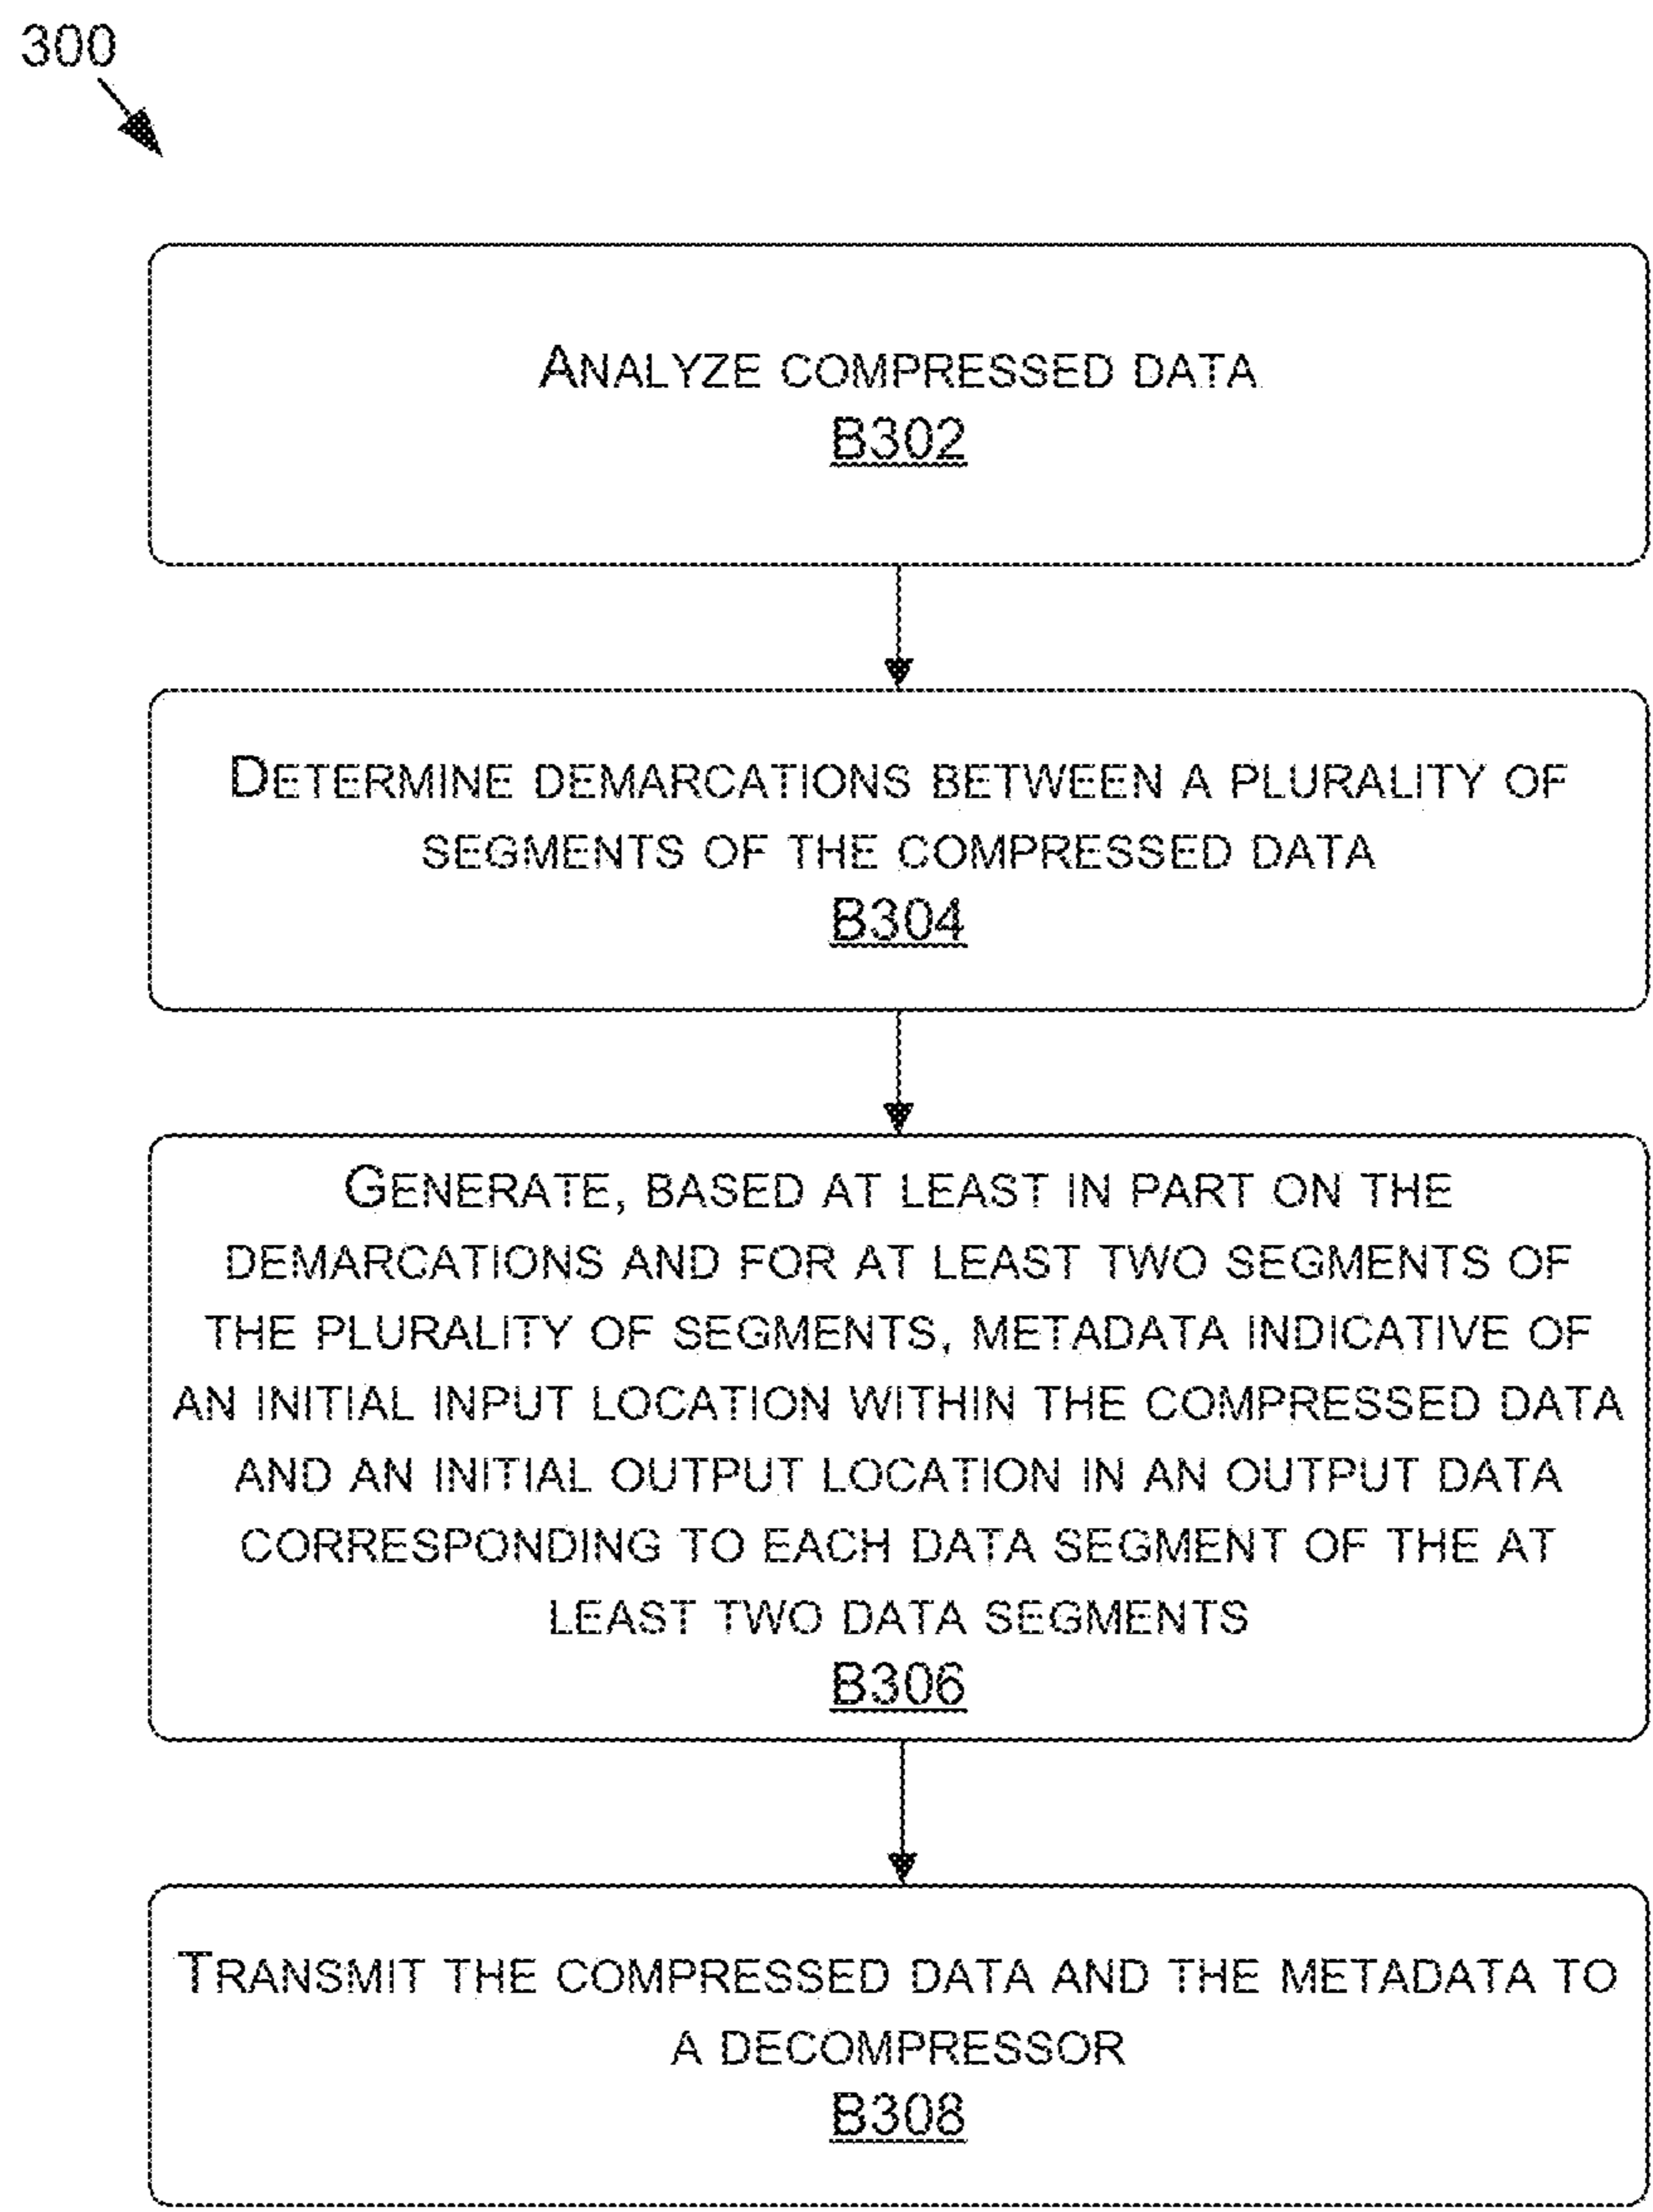 300
ANALYZE COMPRESSED DATA
B302
DETERMINE DEMARCATIONS BETWEEN A PLURALITY OF
SEGMENTS OF THE COMPRESSED DATA
B304
GENERATE, BASED AT LEAST IN PART ON THE
DEMARCATIONS AND FOR AT LEAST TWO SEGMENTS OF
THE PLURALITY OF SEGMENTS, METADATA INDICATIVE OF
AN INITIAL INPUT LOCATION WITHIN THE COMPRESSED DATA
AND AN INITIAL OUTPUT LOCATION IN AN OUTPUT DATA
CORRESPONDING TO EACH DATA SEGMENT OF THE AT
LEAST TWO DATA SEGMENTS
B306
TRANSMIT THE COMPRESSED DATA AND THE METADATA TO
A DECOMPRESSOR
B308